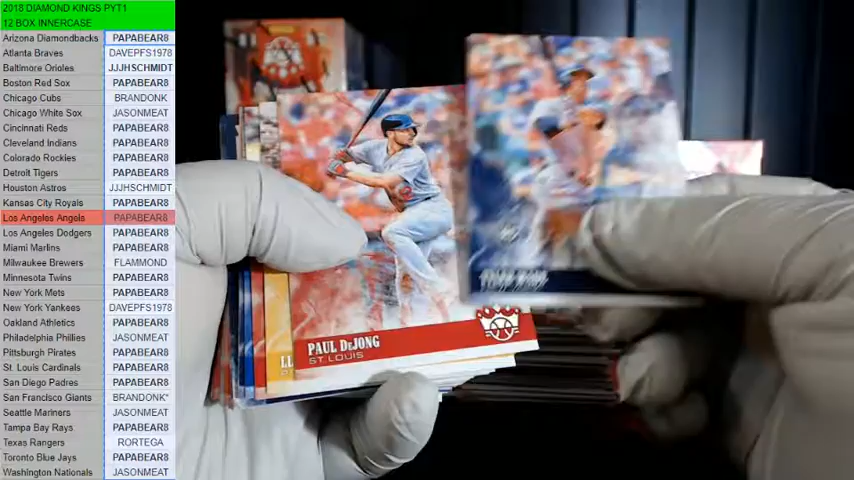 2018 DIAMOND KINGS PYT1
12 BOX INNERCASE
Arizona Diamondbacks PAPABEAR8
Atlanta Braves DAVEPFS1978
Baltimore Orioles JJJHSCHMIDT
Boston Red Sox PAPABEAR8
Chicago Cubs BRANDONK
Chicago White Sox JASONMEAT
Cincinnati Reds PAPABEAR8
Cleveland Indians PAPABEAR8
Colorado Rockies PAPABEAR8
Detroit Tigers PAPABEAR8
Houston Astros JJJHSCHMIDT
Kansas City Royals PAPABEAR8
Los Angeles Angels PAPABEAR8
Los Angeles Dodgers PAPABEAR8
Miami Marlins PAPABEAR8
Milwaukee Brewers FLAMMOND
Minnesota Twins PAPABEAR8
New York Mets PAPABEAR8
New York Yankees DAVEPFS1978
Oakland Athletics PAPABEAR8
Philadelphia Phillies JASONMEAT
Pittsburgh Pirates PAPABEAR8
St. Louis Cardinals PAPABEAR8
San Diego Padres PAPABEAR8
San Francisco Giants BRANDONK*
Seattle Mariners JASONMEAT
Tampa Bay Rays PAPABEAR8
Texas Rangers RORTEGA
Toronto Blue Jays PAPABEAR8
Washington Nationals JASONMEAT
PAUL DeJONG
ST. LOUIS
LL